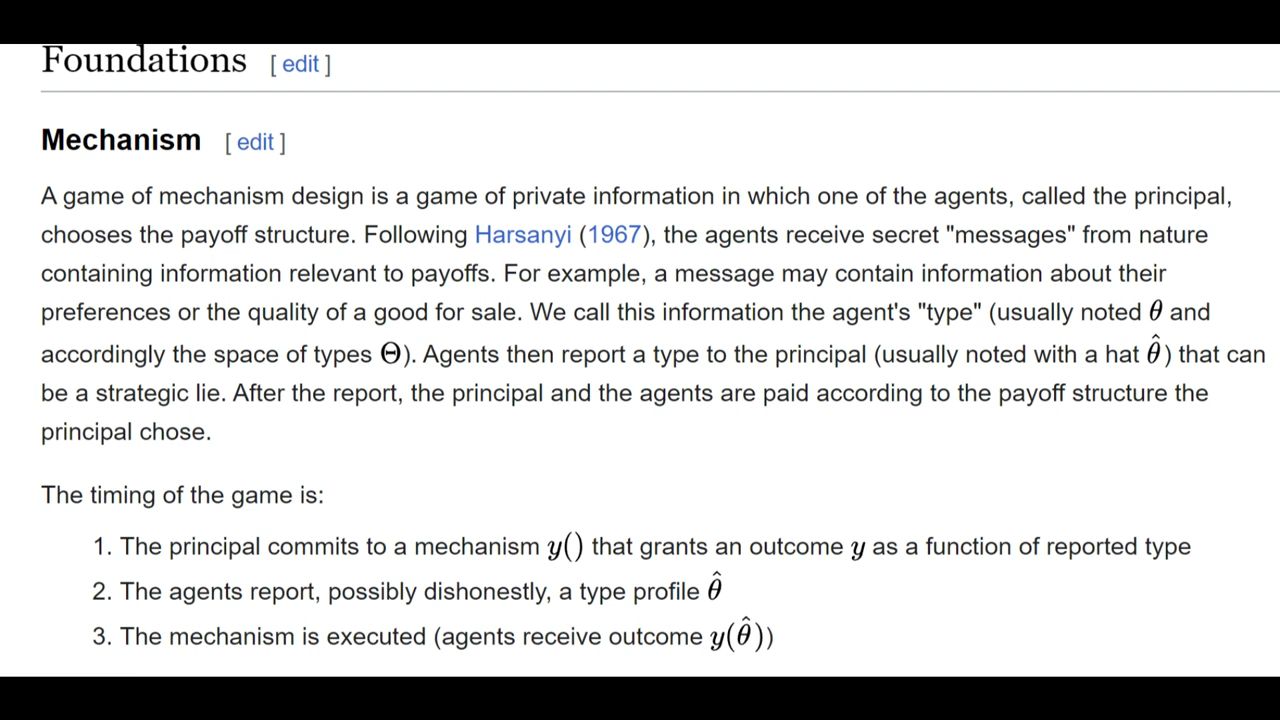 Foundations [ edit ]
Mechanism [ edit ]
A game of mechanism design is a game of private information in which one of the agents, called the principal,
chooses the payoff structure. Following Harsanyi (1967), the agents receive secret "messages" from nature
containing information relevant to payoffs. For example, a message may contain information about their
preferences or the quality of a good for sale. We call this information the agent's "type" (usually noted θ and
accordingly the space of types Θ). Agents then report a type to the principal (usually noted with a hat θ̂) that can
be a strategic lie. After the report, the principal and the agents are paid according to the payoff structure the
principal chose.
The timing of the game is:
1. The principal commits to a mechanism y() that grants an outcome y as a function of reported type
2. The agents report, possibly dishonestly, a type profile θ̂
3. The mechanism is executed (agents receive outcome y(θ̂))